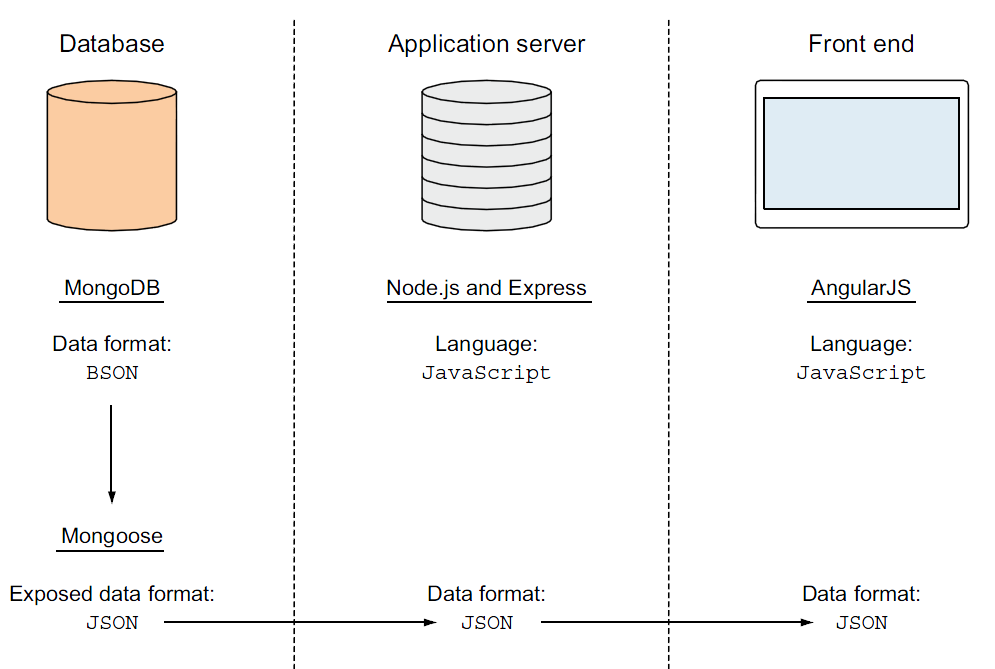 Database
Application server
Front end
MongoDB
Node.js and Express
AngularJS
Data format:
BSON
Language:
JavaScript
Language:
JavaScript
Mongoose
Exposed data format:
JSON
Data format:
JSON
Data format:
JSON